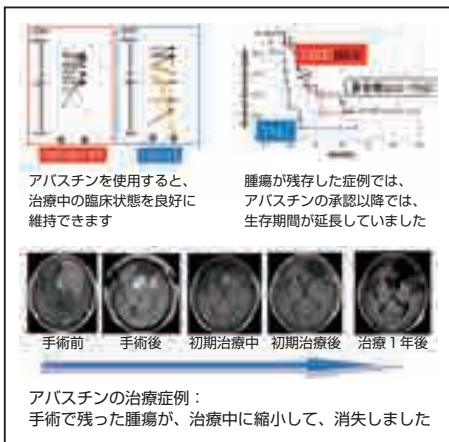 アバスチンを使用すると、
治療中の臨床状態を良好に
維持できます
腫瘍が残存した症例では、
アバスチンの承認以降では、
生存期間が延長していました
手術前 手術後 初期治療中 初期治療後 治療1年後
アバスチンの治療症例：
手術で残った腫瘍が、治療中に縮小して、消失しました